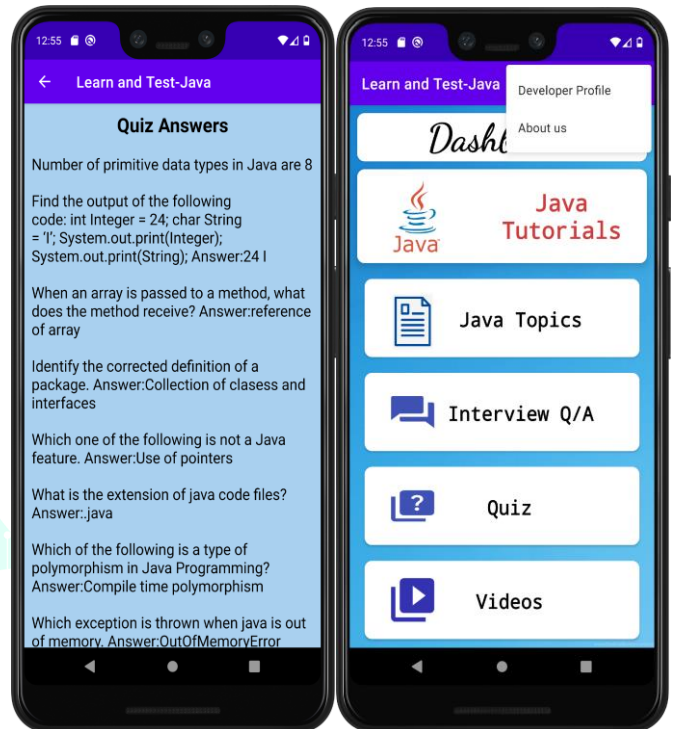 12:55
Learn and Test-Java
Quiz Answers
Number of primitive data types in Java are 8
Find the output of the following
code: int Integer = 24; char String
= 'I'; System.out.print(Integer);
System.out.print(String); Answer:24 I
When an array is passed to a method, what
does the method receive? Answer:reference
of array
Identify the corrected definition of a
package. Answer:Collection of clasess and
interfaces
Which one of the following is not a Java
feature. Answer:Use of pointers
What is the extension of java code files?
Answer:.java
Which of the following is a type of
polymorphism in Java Programming?
Answer:Compile time polymorphism
Which exception is thrown when java is out
of memory. Answer:OutOfMemoryError
12:55
Learn and Test-Java
Developer Profile
About us
Java
Java
Tutorials
Java Topics
Interview Q/A
Quiz
Videos